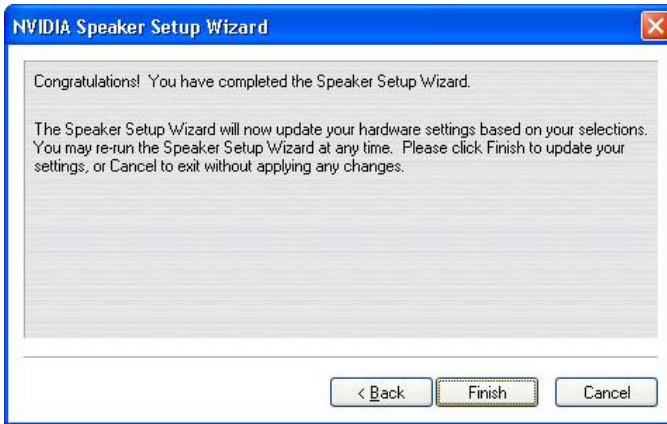 NVIDIA Speaker Setup Wizard
Congratulations! You have completed the Speaker Setup Wizard.
The Speaker Setup Wizard will now update your hardware settings based on your selections.
You may re-run the Speaker Setup Wizard at any time. Please click Finish to update your
settings, or Cancel to exit without applying any changes.
< Back Finish Cancel